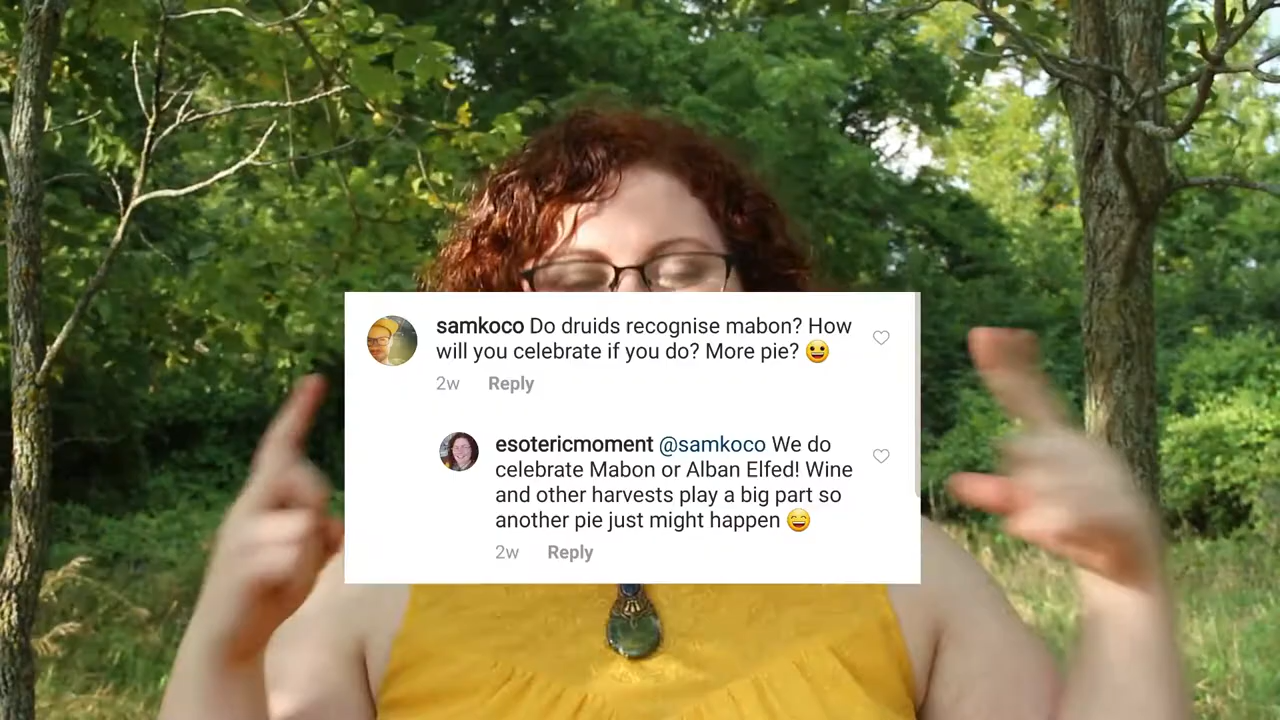 samkoco Do druids recognise mabon? How
will you celebrate if you do? More pie? 😀
2w Reply
esotericmoment @samkoco We do
celebrate Mabon or Alban Elfed! Wine
and other harvests play a big part so
another pie just might happen 😄
2w Reply